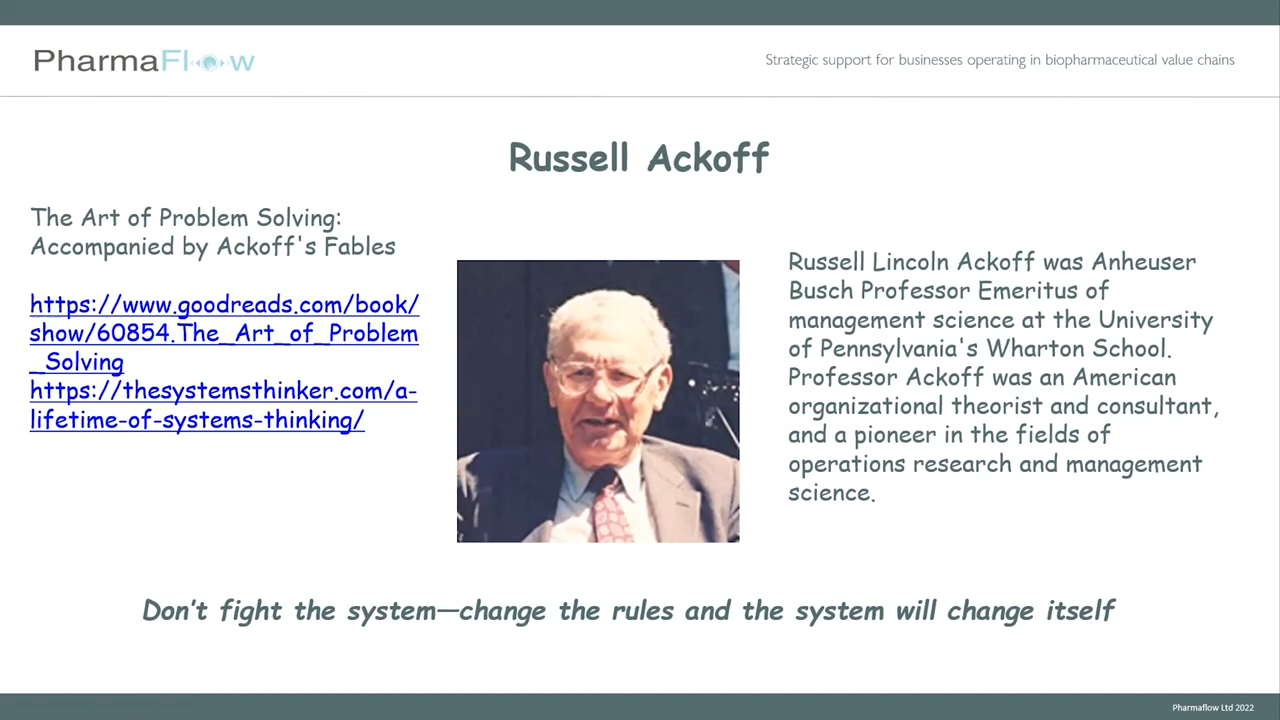 PharmaFlow
Strategic support for businesses operating in biopharmaceutical value chains
Russell Ackoff
The Art of Problem Solving:
Accompanied by Ackoff's Fables
https://www.goodreads.com/book/
show/60854.The_Art_of_Problem
_Solving
https://thesystemsthinker.com/a-
lifetime-of-systems-thinking/
Russell Lincoln Ackoff was Anheuser
Busch Professor Emeritus of
management science at the University
of Pennsylvania's Wharton School.
Professor Ackoff was an American
organizational theorist and consultant,
and a pioneer in the fields of
operations research and management
science.
Don't fight the system—change the rules and the system will change itself
Pharmaflow Ltd 2022